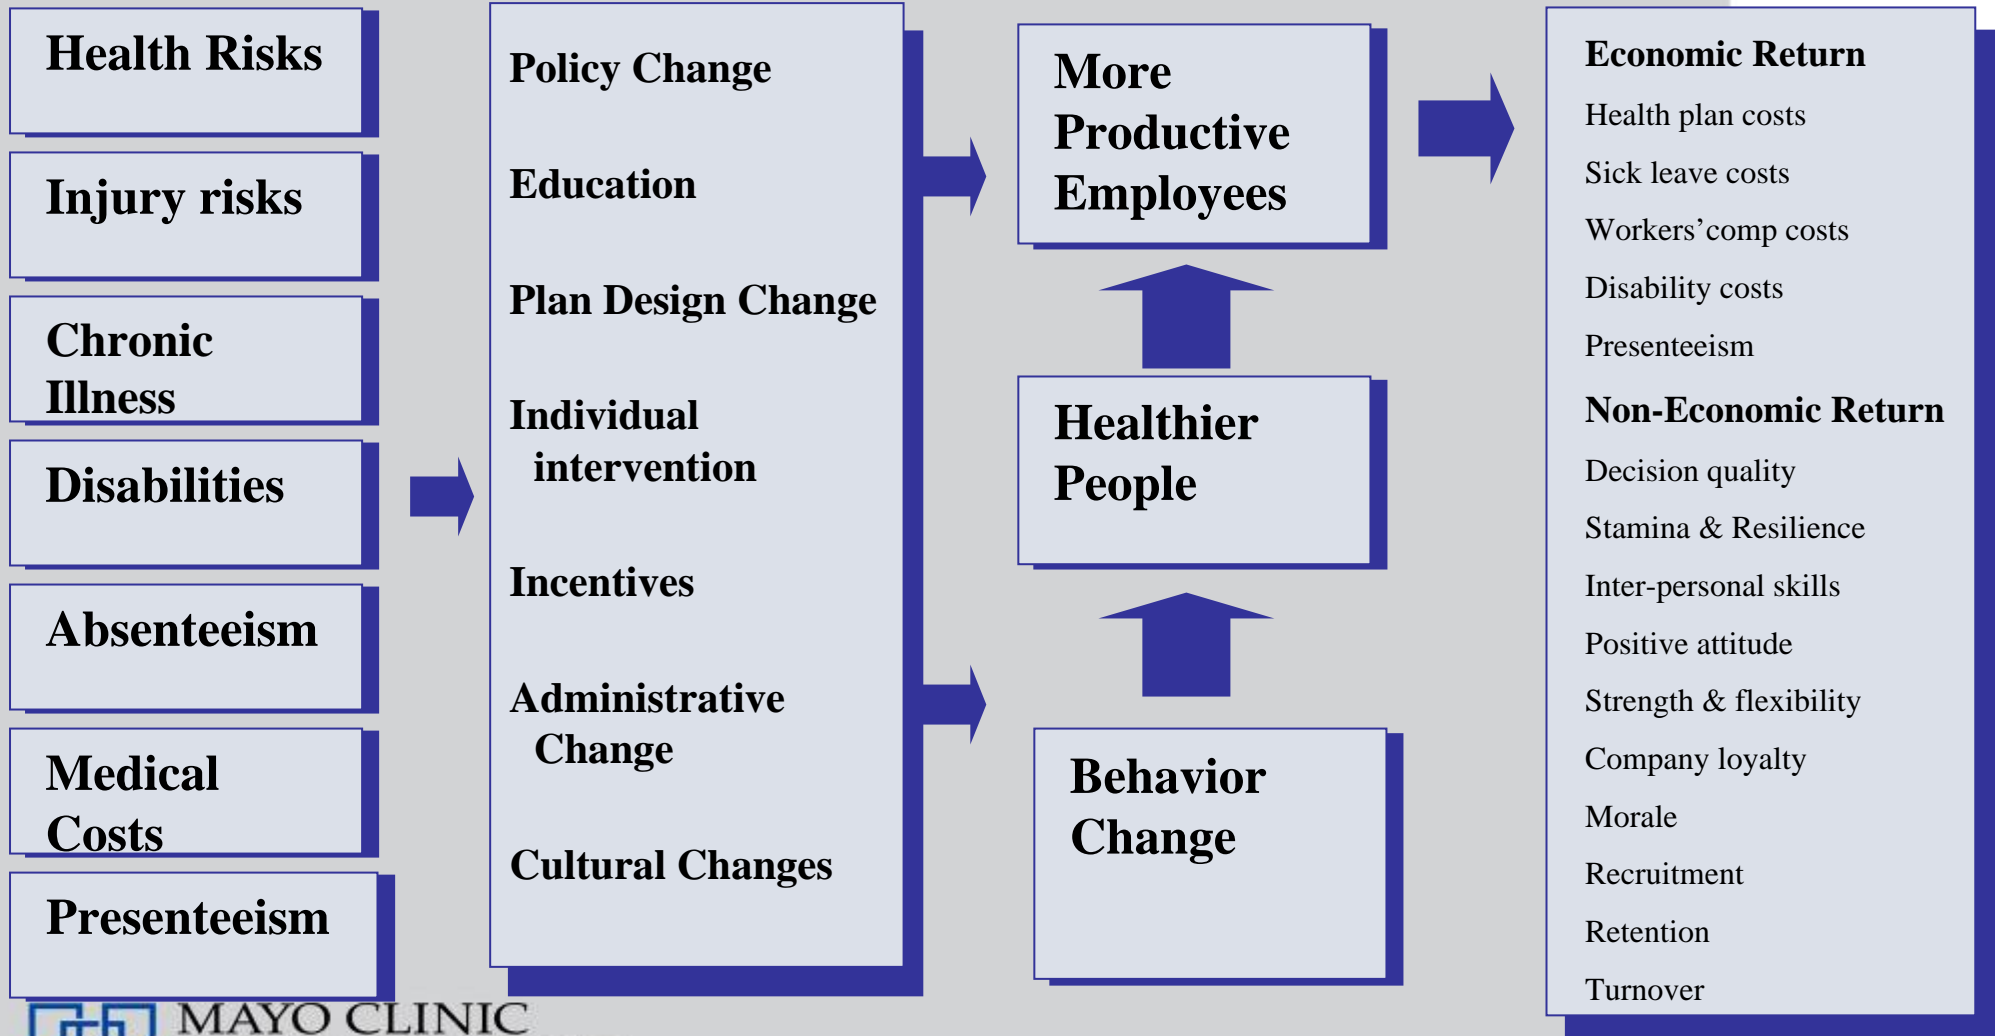 Health Risks
Injury risks
Chronic
Illness
Disabilities
Absenteeism
Medical
Costs
Presenteeism
Policy Change
Education
Plan Design Change
Individual
intervention
Incentives
Administrative
Change
Cultural Changes
More
Productive
Employees
Healthier
People
Behavior
Change
Economic Return
Health plan costs
Sick leave costs
Workers’comp costs
Disability costs
Presenteeism
Non-Economic Return
Decision quality
Stamina & Resilience
Inter-personal skills
Positive attitude
Strength & flexibility
Company loyalty
Morale
Recruitment
Retention
Turnover
MAYO CLINIC